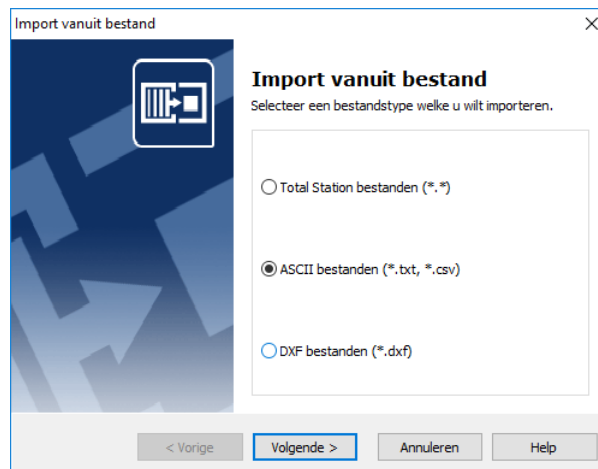 Import vanuit bestand
Import vanuit bestand
Selecteer een bestandstype welke u wilt importeren.
Total Station bestanden (*.*)
ASCII bestanden (*.txt, *.csv)
DXF bestanden (*.dxf)
< Vorige Volgende > Annuleren Help